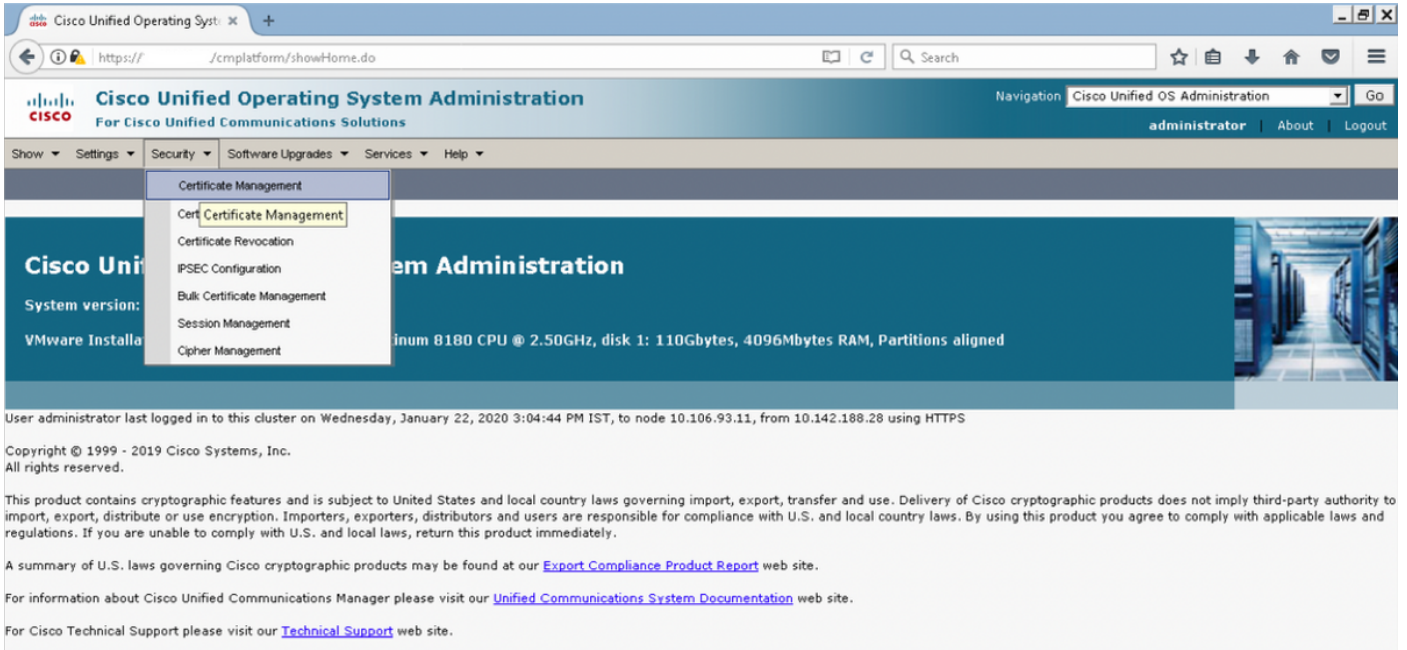 Cisco Unified Operating Syst
https:// /cmplatform/showHome.do
Search
cisco
Cisco Unified Operating System Administration
For Cisco Unified Communications Solutions
Navigation Cisco Unified OS Administration Go
administrator | About | Logout
Show Settings Security Software Upgrades Services Help
Certificate Management
Cert
Certificate Management
Certificate Revocation
IPSEC Configuration
Bulk Certificate Management
Session Management
Cipher Management
Cisco Uni em Administration
System version:
VMware Installa inum 8180 CPU @ 2.50GHz, disk 1: 110Gbytes, 4096Mbytes RAM, Partitions aligned
User administrator last logged in to this cluster on Wednesday, January 22, 2020 3:04:44 PM IST, to node 10.106.93.11, from 10.142.188.28 using HTTPS
Copyright © 1999 - 2019 Cisco Systems, Inc.
All rights reserved.
This product contains cryptographic features and is subject to United States and local country laws governing import, export, transfer and use. Delivery of Cisco cryptographic products does not imply third-party authority to
import, export, distribute or use encryption. Importers, exporters, distributors and users are responsible for compliance with U.S. and local country laws. By using this product you agree to comply with applicable laws and
regulations. If you are unable to comply with U.S. and local laws, return this product immediately.
A summary of U.S. laws governing Cisco cryptographic products may be found at our Export Compliance Product Report web site.
For information about Cisco Unified Communications Manager please visit our Unified Communications System Documentation web site.
For Cisco Technical Support please visit our Technical Support web site.